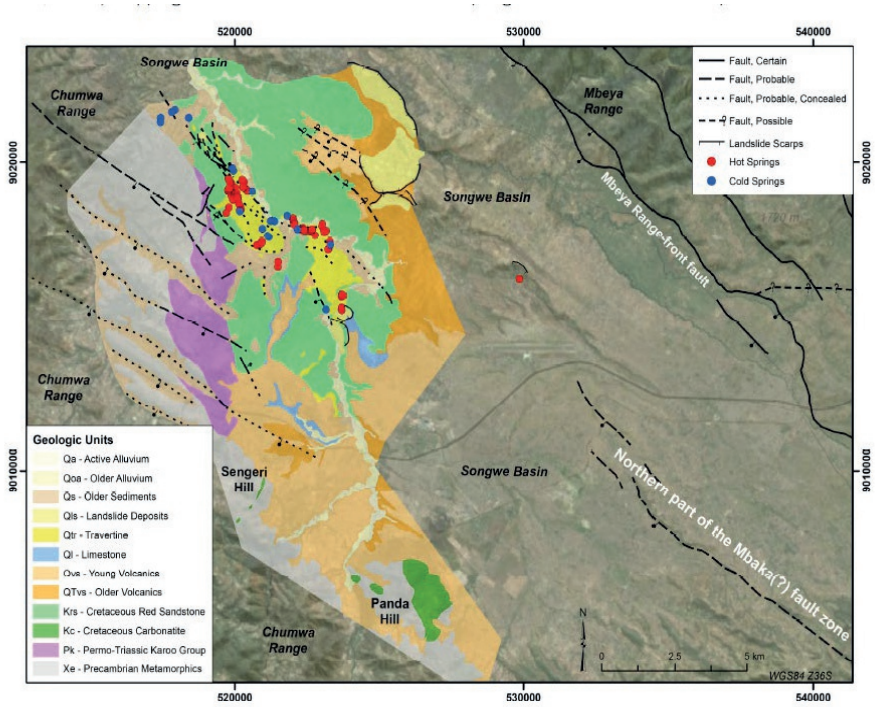 520000
530000
540000
Songwe Basin
Chumwa
Range
Mbeya
Range
Fault, Certain
Fault, Probable
Fault, Probable, Concealed
Fault, Possible
Landslide Scarps
Hot Springs
Cold Springs
9020000
9020000
Songwe Basin
Mbeya Range-front fault
Chumwa
Range
Geologic Units
Qa - Active Alluvium
Qoa - Older Alluvium
Qs - Older Sediments
Qls - Landslide Deposits
Qtr - Travertine
Ql - Limestone
Qvs - Young Volcanics
QTvs - Older Volcanics
Krs - Cretaceous Red Sandstone
Kc - Cretaceous Carbonatite
Pk - Permo-Triassic Karoo Group
Xe - Precambrian Metamorphics
9010000
9010000
Sengeri
Hill
Songwe Basin
Northern part of the Mbaka(?) fault zone
Panda
Hill
Chumwa
Range
N
0 2.5 5 km
WGS84 Z36S
520000
530000
540000